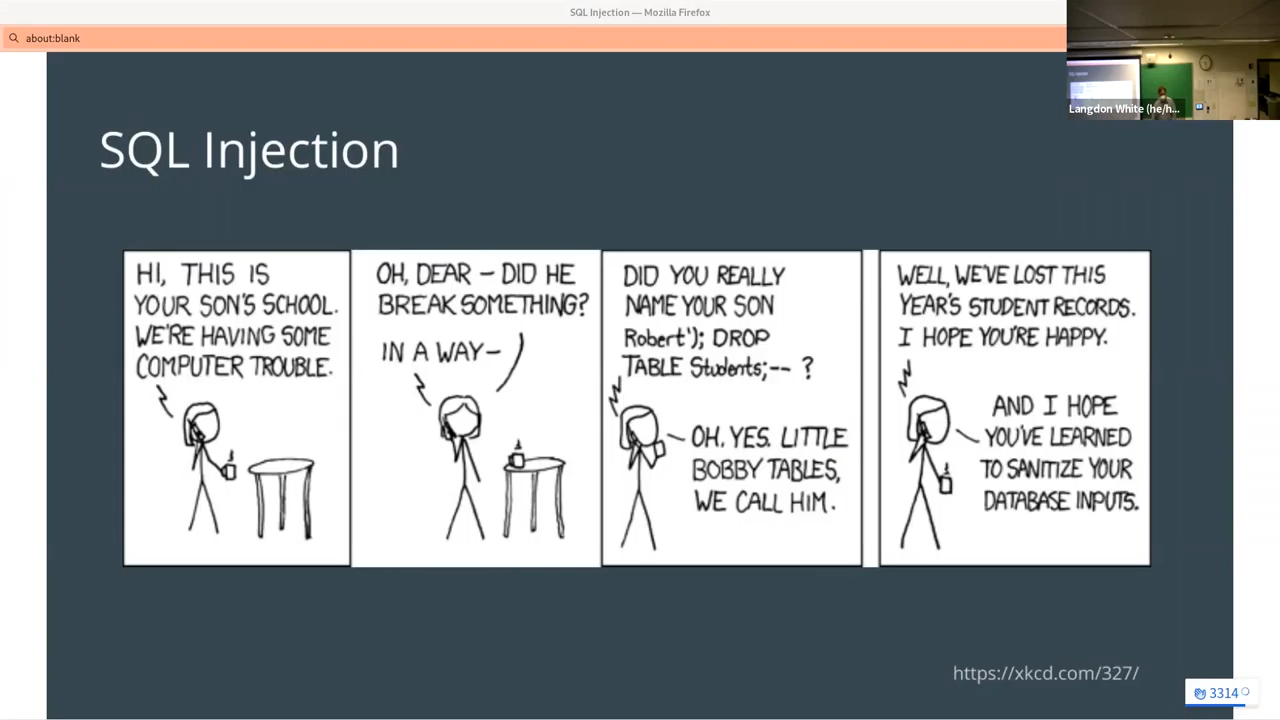 SQL Injection — Mozilla Firefox
about:blank
Langdon White (he/h...
SQL Injection
HI, THIS IS
YOUR SON'S SCHOOL.
WE'RE HAVING SOME
COMPUTER TROUBLE.
OH, DEAR – DID HE
BREAK SOMETHING?
IN A WAY–
DID YOU REALLY
NAME YOUR SON
Robert'); DROP
TABLE Students;-- ?
OH. YES. LITTLE
BOBBY TABLES,
WE CALL HIM.
WELL, WE'VE LOST THIS
YEAR'S STUDENT RECORDS.
I HOPE YOU'RE HAPPY.
AND I HOPE
YOU'VE LEARNED
TO SANITIZE YOUR
DATABASE INPUTS.
https://xkcd.com/327/
3314